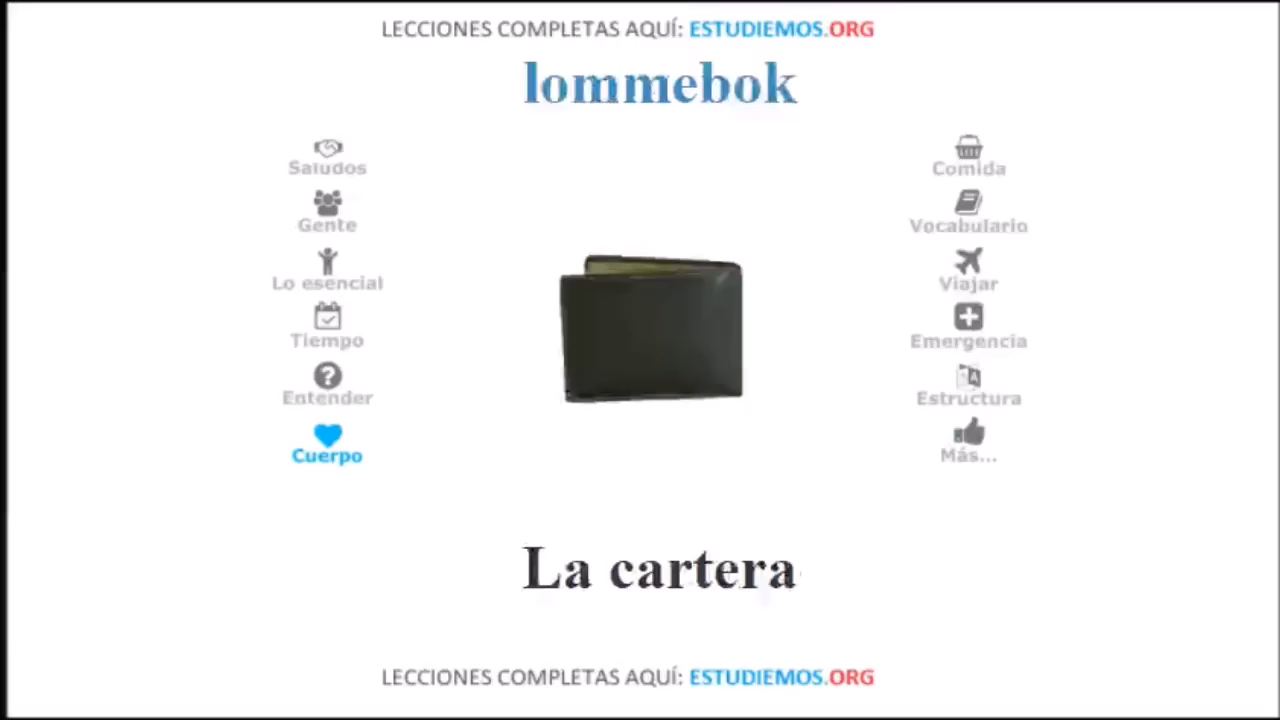 LECCIONES COMPLETAS AQUÍ: ESTUDIEMOS.ORG
lommebok
Saludos
Gente
Lo esencial
Tiempo
Entender
Cuerpo
Comida
Vocabulario
Viajar
Emergencia
Estructura
Más...
La cartera
LECCIONES COMPLETAS AQUÍ: ESTUDIEMOS.ORG